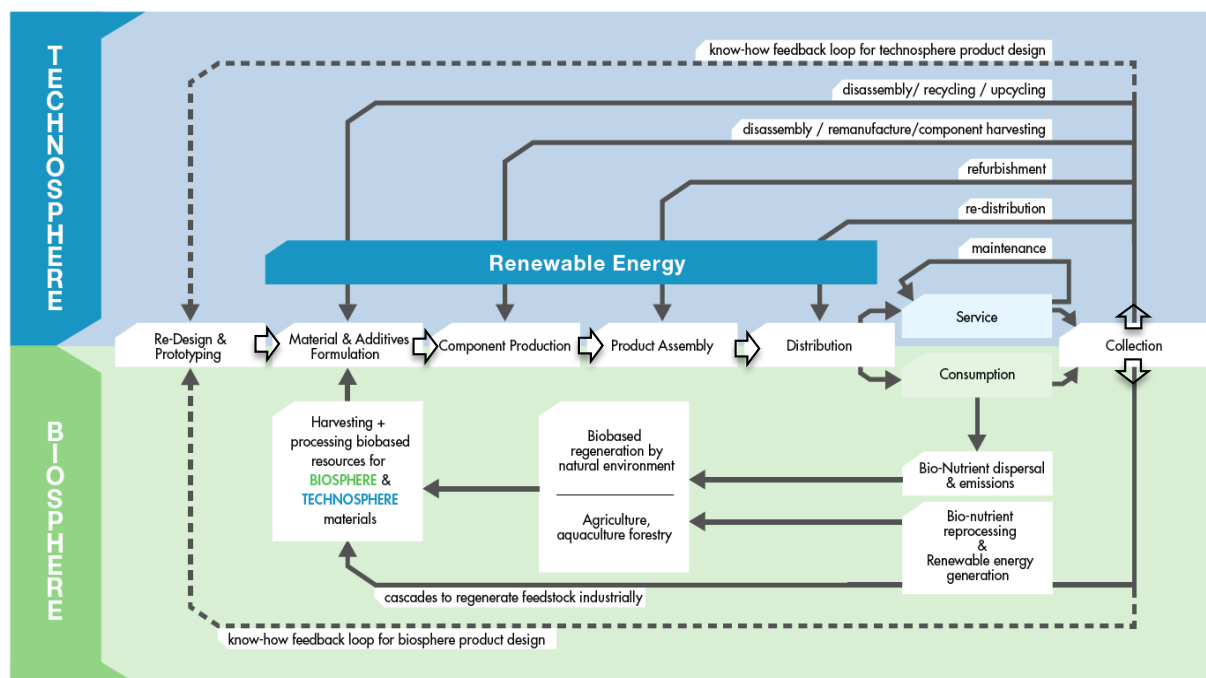 TECHNOSPHERE
know-how feedback loop for technosphere product design
disassembly/ recycling / upcycling
disassembly / remanufacture/component harvesting
refurbishment
re-distribution
maintenance
Renewable Energy
Service
Re-Design &
Prototyping
Material & Additives
Formulation
Component Production
Product Assembly
Distribution
Collection
Consumption
BIOSPHERE
Harvesting +
processing biobased
resources for
BIOSPHERE &
TECHNOSPHERE
materials
Biobased
regeneration by
natural environment
Agriculture,
aquaculture forestry
Bio-Nutrient dispersal
& emissions
Bio-nutrient
reprocessing
&
Renewable energy
generation
cascades to regenerate feedstock industrially
know-how feedback loop for biosphere product design